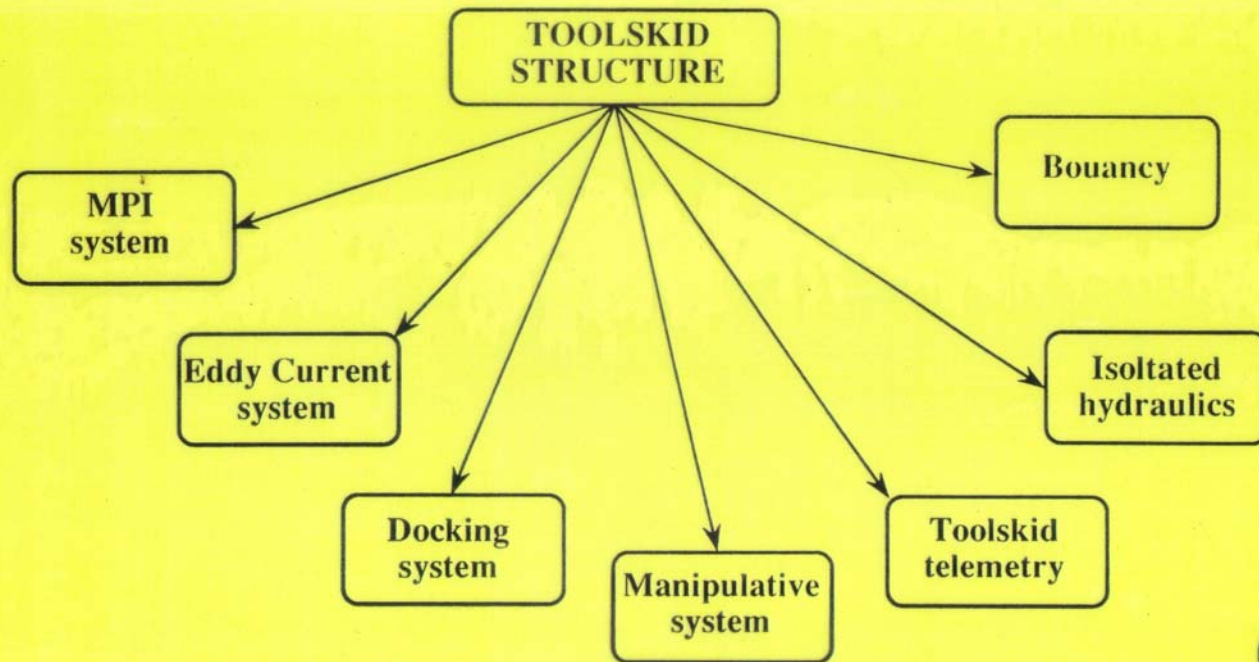 TOOLSKID
STRUCTURE
MPI
system
Eddy Current
system
Docking
system
Manipulative
system
Toolskid
telemetry
Isoltated
hydraulics
Bouancy